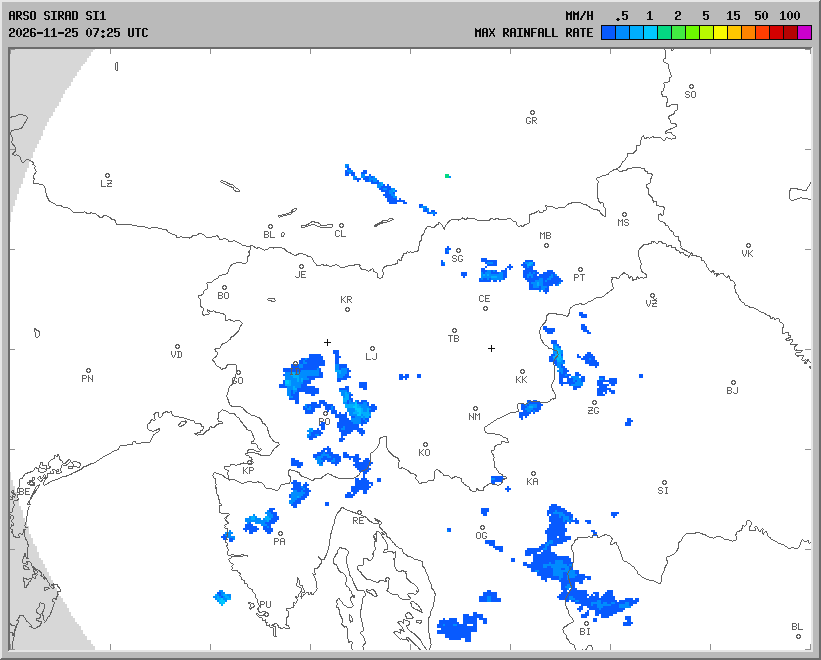 ARSO SIRAD SI1
2026-11-25 07:25 UTC
MM/H .5 1 2 5 15 50 100
MAX RAINFALL RATE
SO
GR
LZ
MS
BL
CL
MB
VK
SG
JE
PT
BO
KR
CE
VZ
TB
VD
LJ
PN
GO
KK
BJ
ZG
NM
PO
KO
KP
KA
BE
SI
RE
OG
PA
PU
BI
BL